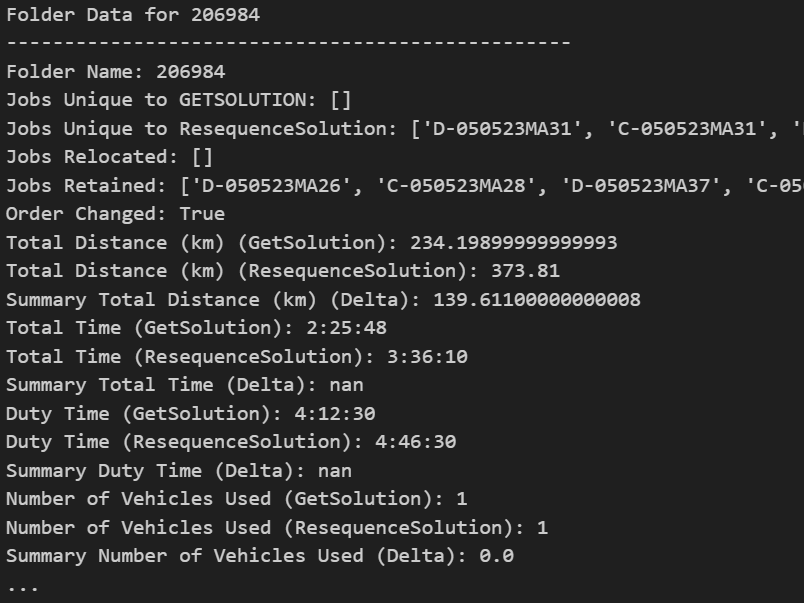 Folder Data for 206984
-------------------------------------------------
Folder Name: 206984
Jobs Unique to GETSOLUTION: []
Jobs Unique to ResequenceSolution: ['D-050523MA31', 'C-050523MA31', '
Jobs Relocated: []
Jobs Retained: ['D-050523MA26', 'C-050523MA28', 'D-050523MA37', 'C-05
Order Changed: True
Total Distance (km) (GetSolution): 234.19899999999993
Total Distance (km) (ResequenceSolution): 373.81
Summary Total Distance (km) (Delta): 139.61100000000008
Total Time (GetSolution): 2:25:48
Total Time (ResequenceSolution): 3:36:10
Summary Total Time (Delta): nan
Duty Time (GetSolution): 4:12:30
Duty Time (ResequenceSolution): 4:46:30
Summary Duty Time (Delta): nan
Number of Vehicles Used (GetSolution): 1
Number of Vehicles Used (ResequenceSolution): 1
Summary Number of Vehicles Used (Delta): 0.0
...